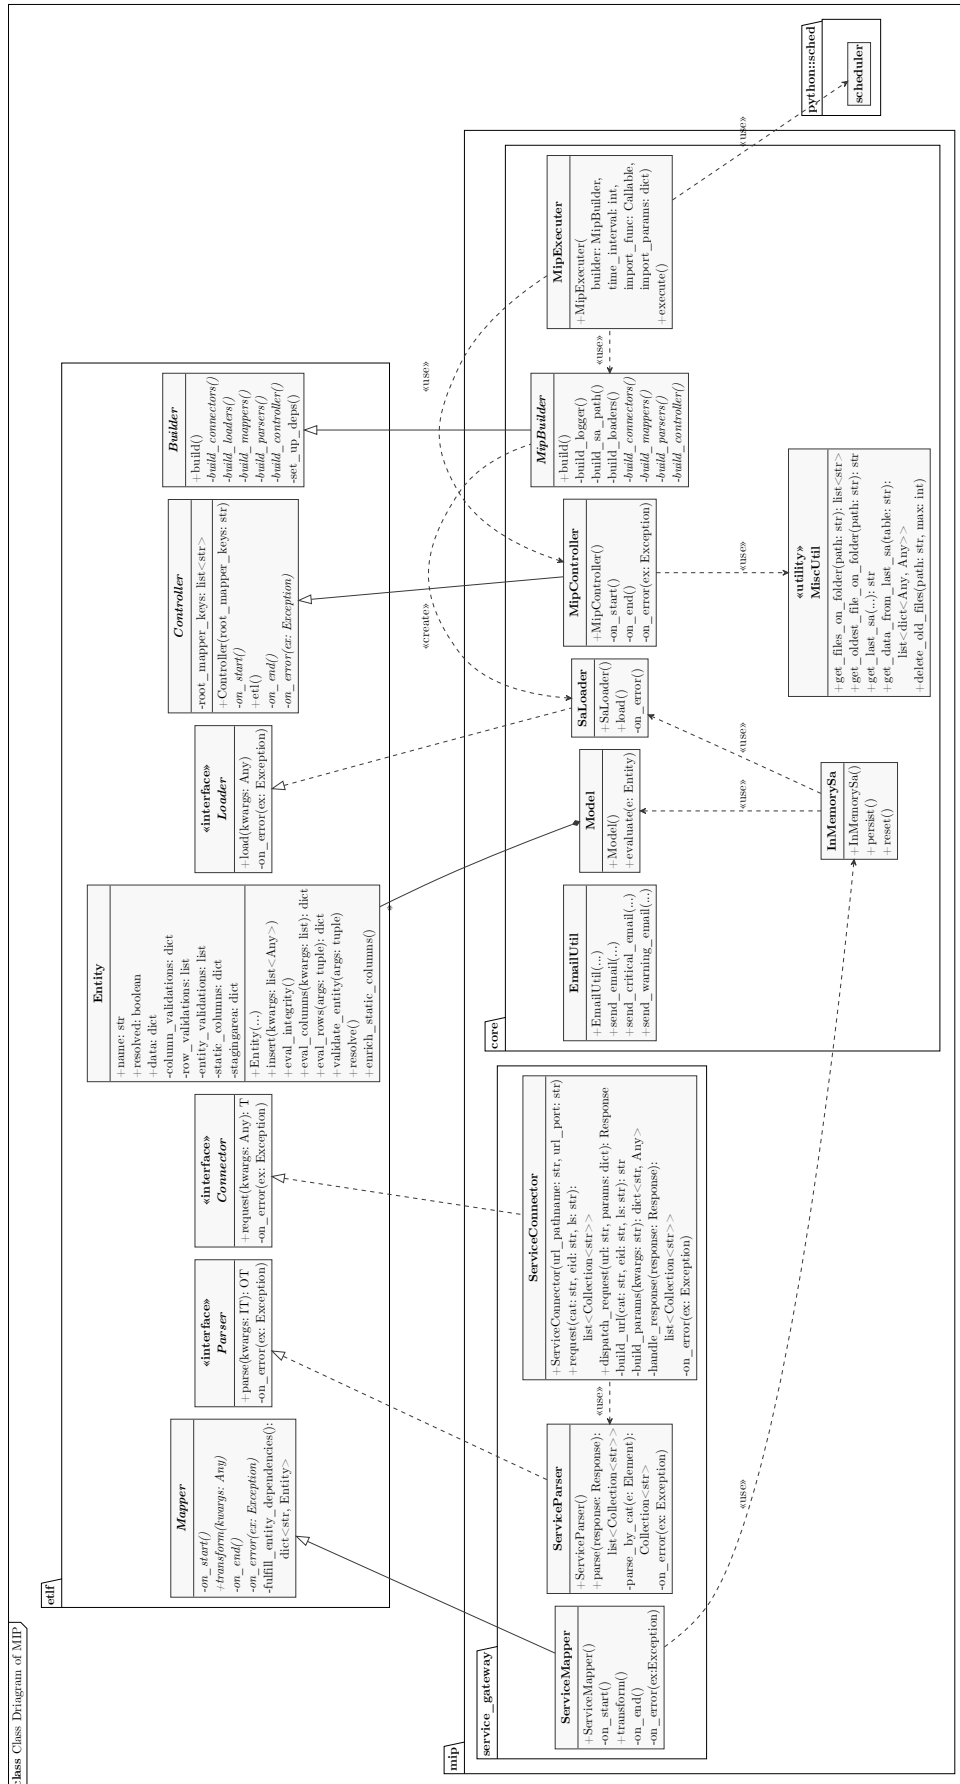 class Class Driagram of MIP
etlf
Mapper
-on_start()
+transform(kwargs: Any)
-on_end()
-on_error(ex: Exception)
-fulfill_entity_dependencies():
dict<str, Entity>
«interface»
Parser
+parse(kwargs: IT): OT
-on_error(ex: Exception)
«interface»
Connector
+request(kwargs: Any): T
-on_error(ex: Exception)
Entity
+name: str
+resolved: boolean
+data: dict
-column_validations: dict
-row_validations: list
-entity_validations: list
-static_columns: dict
-stagingarea: dict
+Entity(...)
+insert(kwargs: list<Any>)
+eval_integrity()
+eval_columns(kwargs: list): dict
+eval_rows(args: tuple): dict
+validate_entity(args: tuple)
+resolve()
+enrich_static_columns()
«interface»
Loader
+load(kwargs: Any)
-on_error(ex: Exception)
Controller
-root_mapper_keys: list<str>
+Controller(root_mapper_keys: str)
-on_start()
+etl()
-on_end()
-on_error(ex: Exception)
Builder
+build()
-build_connectors()
-build_loaders()
-build_mappers()
-build_parsers()
-build_controller()
-set_up_deps()
*
«create»
«use»
mip
service_gateway
ServiceMapper
+ServiceMapper()
-on_start()
+transform()
-on_end()
-on_error(ex:Exception)
ServiceParser
+ServiceParser()
+parse(response: Response):
list<Collection<str>>
-parse_by_cat(e: Element):
Collection<str>
-on_error(ex: Exception)
«use»
ServiceConnector
+ServiceConnector(url_pathname: str, url_port: str)
+request(cat: str, eid: str, ls: str):
list<Collection<str>>
+dispatch_request(url: str, params: dict): Response
-build_url(cat: str, eid: str, ls: str): str
-build_params(kwargs: str): dict<str, Any>
-handle_response(response: Response):
list<Collection<str>>
-on_error(ex: Exception)
core
EmailUtil
+EmailUtil(...)
+send_email(...)
+send_critical_email(...)
+send_warning_email(...)
Model
+Model()
+evaluate(e: Entity)
SaLoader
+SaLoader()
+load()
-on_error()
MipController
+MipController()
-on_start()
-on_end()
-on_error(ex: Exception)
MipBuilder
+build()
-build_logger()
-build_sa_path()
-build_loaders()
-build_connectors()
-build_mappers()
-build_parsers()
-build_controller()
«use»
MipExecuter
+MipExecuter(
builder: MipBuilder,
time_interval: int,
import_func: Callable,
import_params: dict)
+execute()
«use»
«use»
«use»
«use»
«use»
InMemorySa
+InMemorySa()
+persist()
+reset()
«utility»
MiscUtil
+get_files_on_folder(path: str): list<str>
+get_oldest_file_on_folder(path: str): str
+get_last_sa(...): str
+get_data_from_last_sa(table: str):
list<dict<Any, Any>>
+delete_old_files(path: str, max: int)
python::sched
scheduler